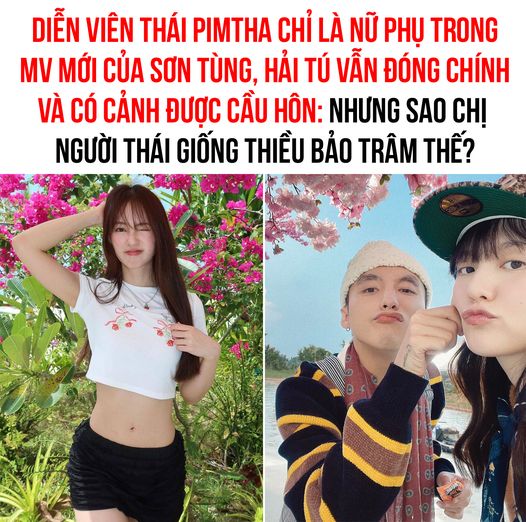 DIỄN VIÊN THÁI PIMTHA CHỈ LÀ NỮ PHỤ TRONG
MV MỚI CỦA SƠN TÙNG, HẢI TÚ VẪN ĐÓNG CHÍNH
VÀ CÓ CẢNH ĐƯỢC CẦU HÔN: NHƯNG SAO CHỊ
NGƯỜI THÁI GIỐNG THIỀU BẢO TRÂM THẾ?